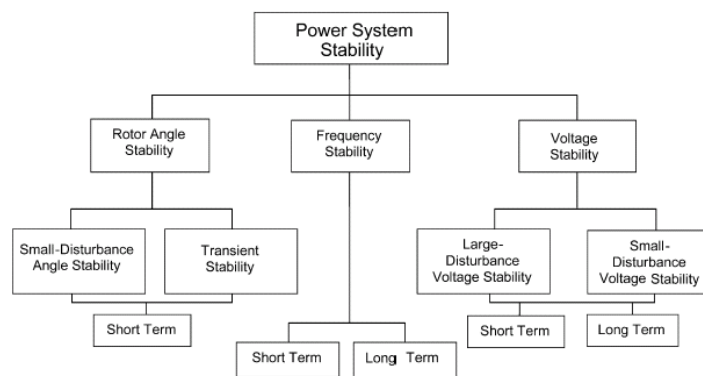 Power System
Stability
Rotor Angle
Stability
Frequency
Stability
Voltage
Stability
Small-Disturbance
Angle Stability
Transient
Stability
Large-
Disturbance
Voltage Stability
Small-
Disturbance
Voltage Stability
Short Term
Short Term
Long Term
Short Term
Long Term